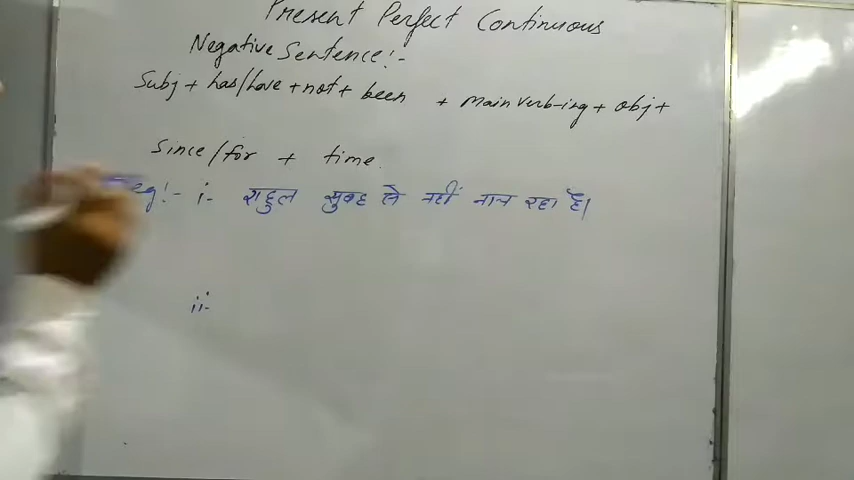 Present Perfect Continuous
Negative Sentence:-
Subj + has/have + not + been + main verb-ing + obj +
Since/for + time.
eg:- i- राहुल सुबह से नहीं नाच रहा है।
ii-